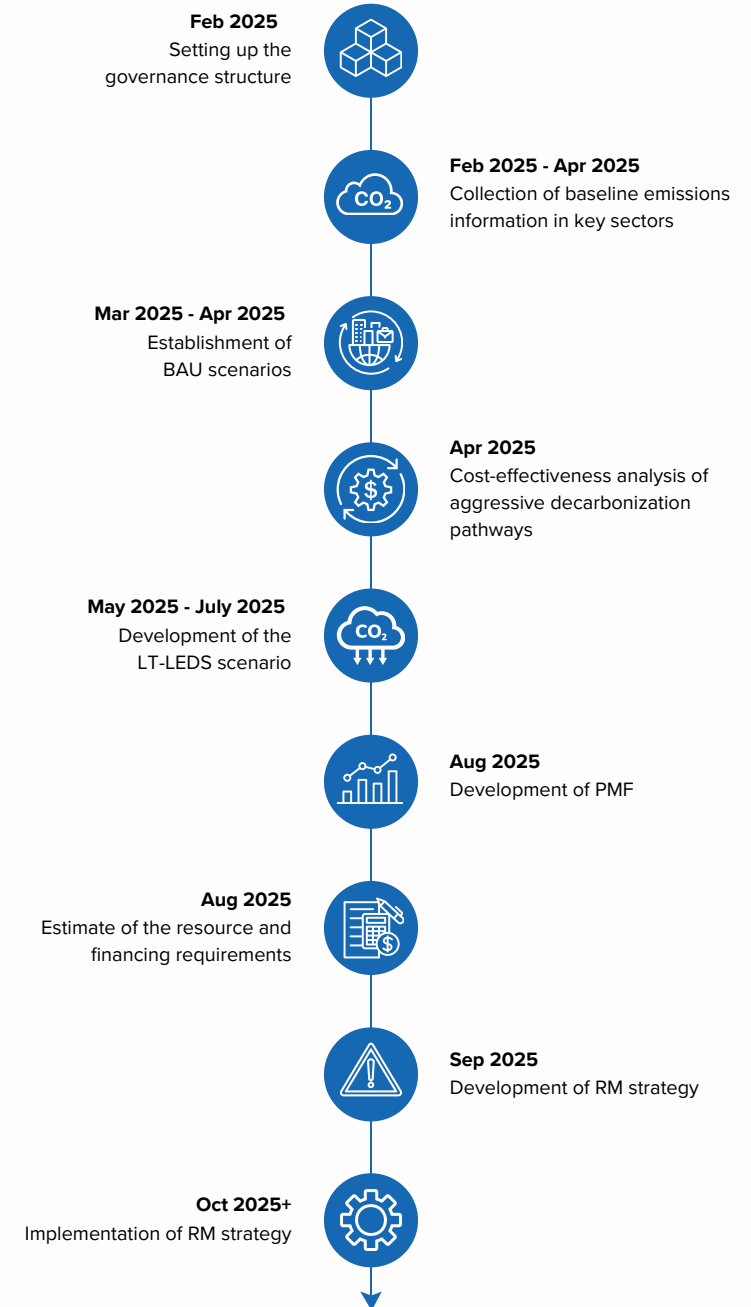 Feb 2025
Setting up the
governance structure
CO₂
Feb 2025 - Apr 2025
Collection of baseline emissions
information in key sectors
Mar 2025 - Apr 2025
Establishment of
BAU scenarios
$
Apr 2025
Cost-effectiveness analysis of
aggressive decarbonization
pathways
May 2025 - July 2025
Development of the
LT-LEDS scenario
CO₂
Aug 2025
Development of PMF
Aug 2025
Estimate of the resource and
financing requirements
$
Sep 2025
Development of RM strategy
Oct 2025+
Implementation of RM strategy